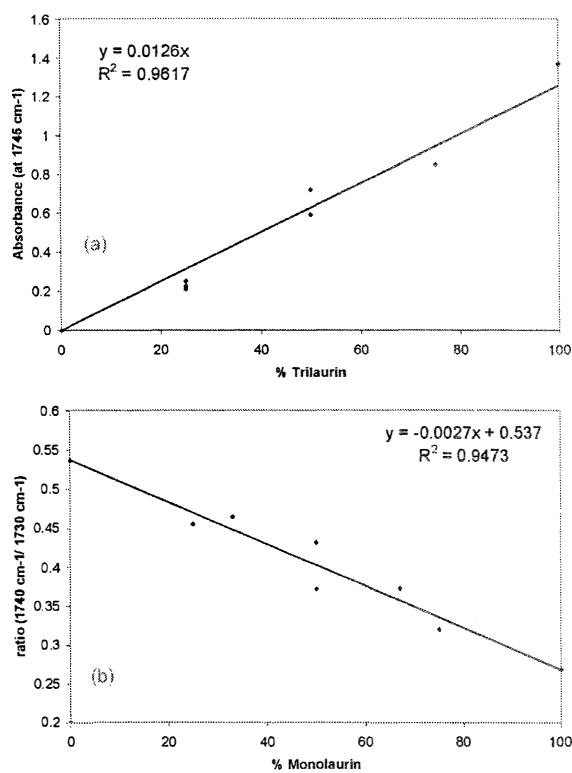 (a)
y = 0.0126x
R² = 0.9617
Absorbance (at 1745 cm-1)
1.6
1.4
1.2
1
0.8
0.6
0.4
0.2
0
0 20 40 60 80 100
% Trilaurin
(b)
y = -0.0027x + 0.537
R² = 0.9473
ratio (1740 cm-1/ 1730 cm-1)
0.6
0.55
0.5
0.45
0.4
0.35
0.3
0.25
0.2
0 20 40 60 80 100
% Monolaurin